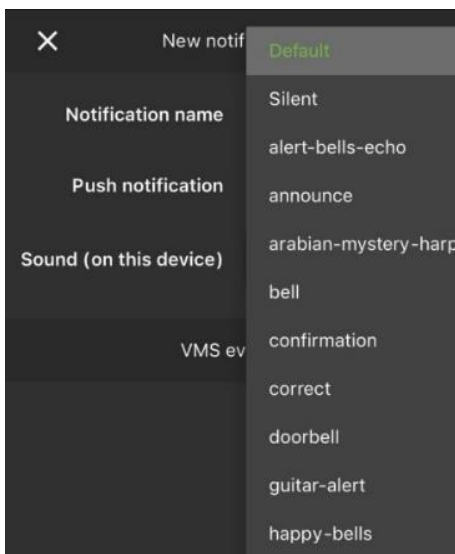 New notif
Notification name
Push notification
Sound (on this device)
VMS ev
Default
Silent
alert-bells-echo
announce
arabian-mystery-harp
bell
confirmation
correct
doorbell
guitar-alert
happy-bells